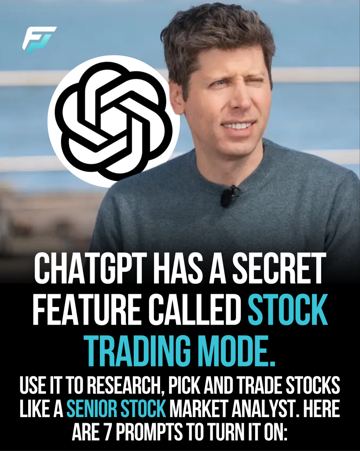 CHATGPT HAS A SECRET
FEATURE CALLED STOCK
TRADING MODE.
USE IT TO RESEARCH, PICK AND TRADE STOCKS
LIKE A SENIOR STOCK MARKET ANALYST. HERE
ARE 7 PROMPTS TO TURN IT ON: